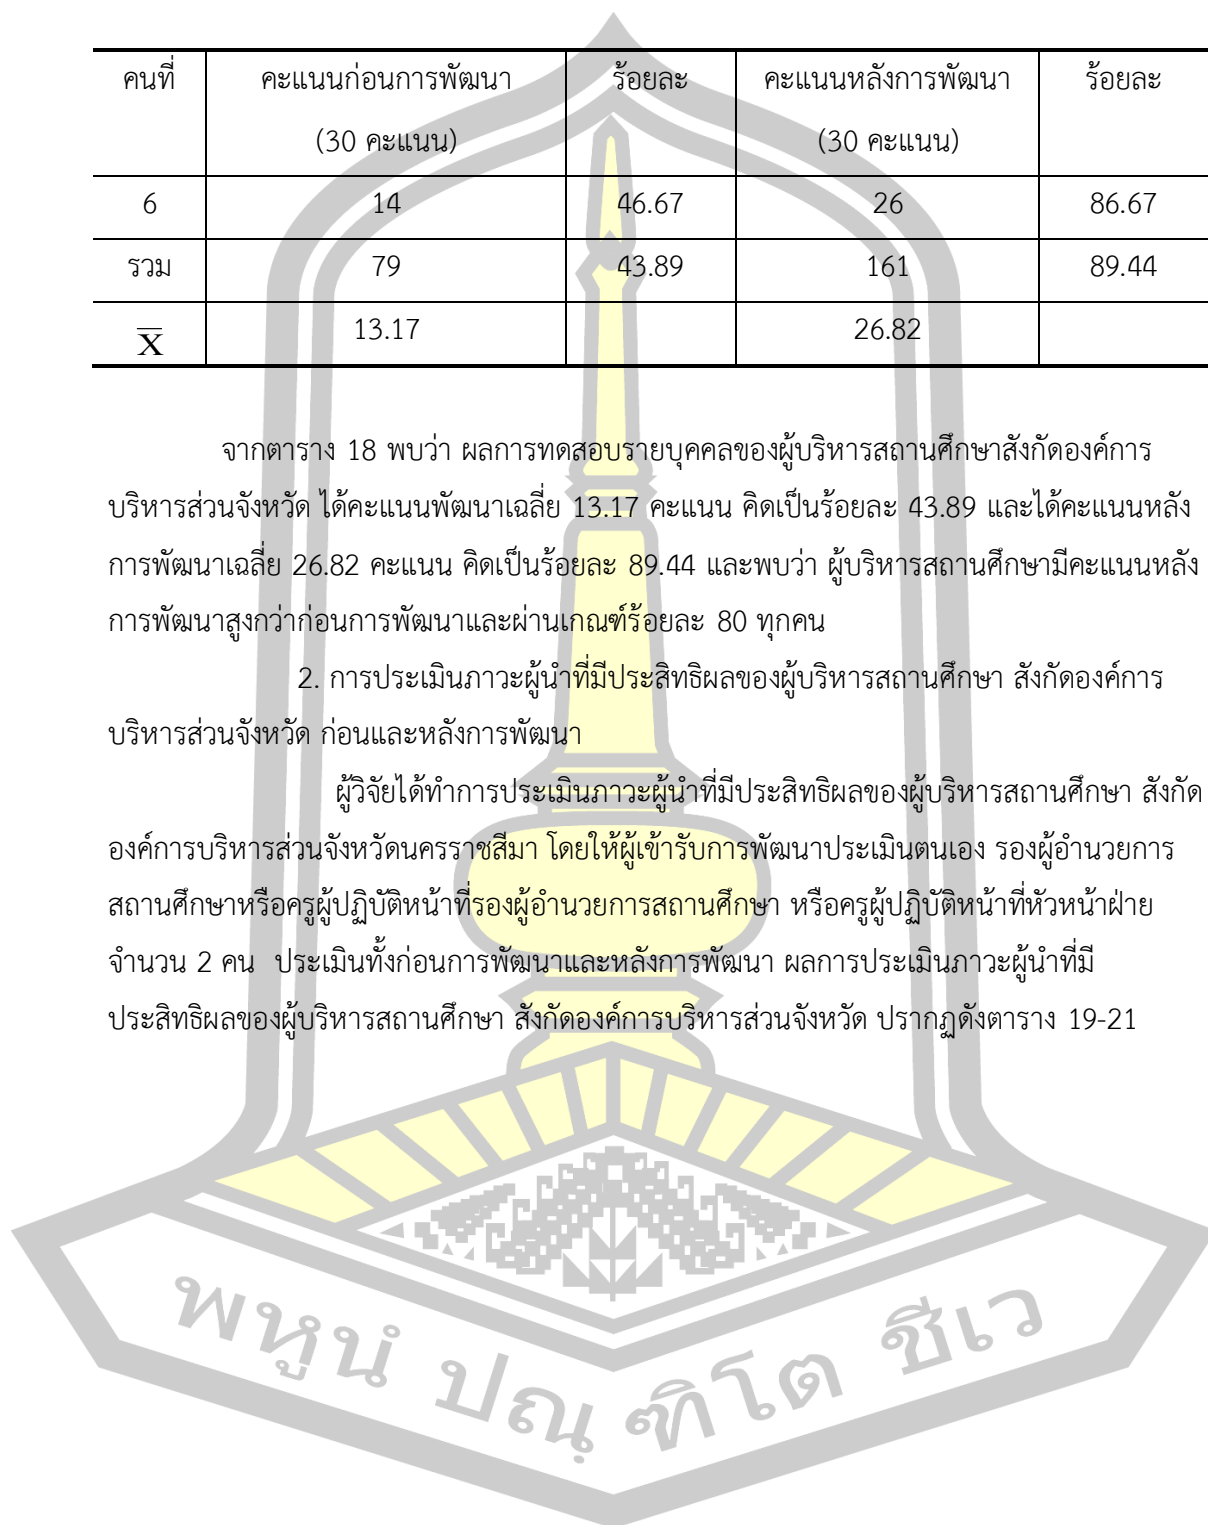 คนที่ คะแนนก่อนการพัฒนา ร้อยละ คะแนนหลังการพัฒนา ร้อยละ
(30 คะแนน) (30 คะแนน)
6 14 46.67 26 86.67
รวม 79 43.89 161 89.44
X̅ 13.17 26.82
จากตาราง 18 พบว่า ผลการทดสอบรายบุคคลของผู้บริหารสถานศึกษาสังกัดองค์การ
บริหารส่วนจังหวัด ได้คะแนนพัฒนาเฉลี่ย 13.17 คะแนน คิดเป็นร้อยละ 43.89 และได้คะแนนหลัง
การพัฒนาเฉลี่ย 26.82 คะแนน คิดเป็นร้อยละ 89.44 และพบว่า ผู้บริหารสถานศึกษามีคะแนนหลัง
การพัฒนาสูงกว่าก่อนการพัฒนาและผ่านเกณฑ์ร้อยละ 80 ทุกคน
2. การประเมินภาวะผู้นำที่มีประสิทธิผลของผู้บริหารสถานศึกษา สังกัดองค์การ
บริหารส่วนจังหวัด ก่อนและหลังการพัฒนา
ผู้วิจัยได้ทำการประเมินภาวะผู้นำที่มีประสิทธิผลของผู้บริหารสถานศึกษา สังกัด
องค์การบริหารส่วนจังหวัดนครราชสีมา โดยให้ผู้เข้ารับการพัฒนาประเมินตนเอง รองผู้อำนวยการ
สถานศึกษาหรือครูผู้ปฏิบัติหน้าที่รองผู้อำนวยการสถานศึกษา หรือครูผู้ปฏิบัติหน้าที่หัวหน้าฝ่าย
จำนวน 2 คน ประเมินทั้งก่อนการพัฒนาและหลังการพัฒนา ผลการประเมินภาวะผู้นำที่มี
ประสิทธิผลของผู้บริหารสถานศึกษา สังกัดองค์การบริหารส่วนจังหวัด ปรากฏดังตาราง 19-21
พหูนํ ปณฺฑิโต ชีเว